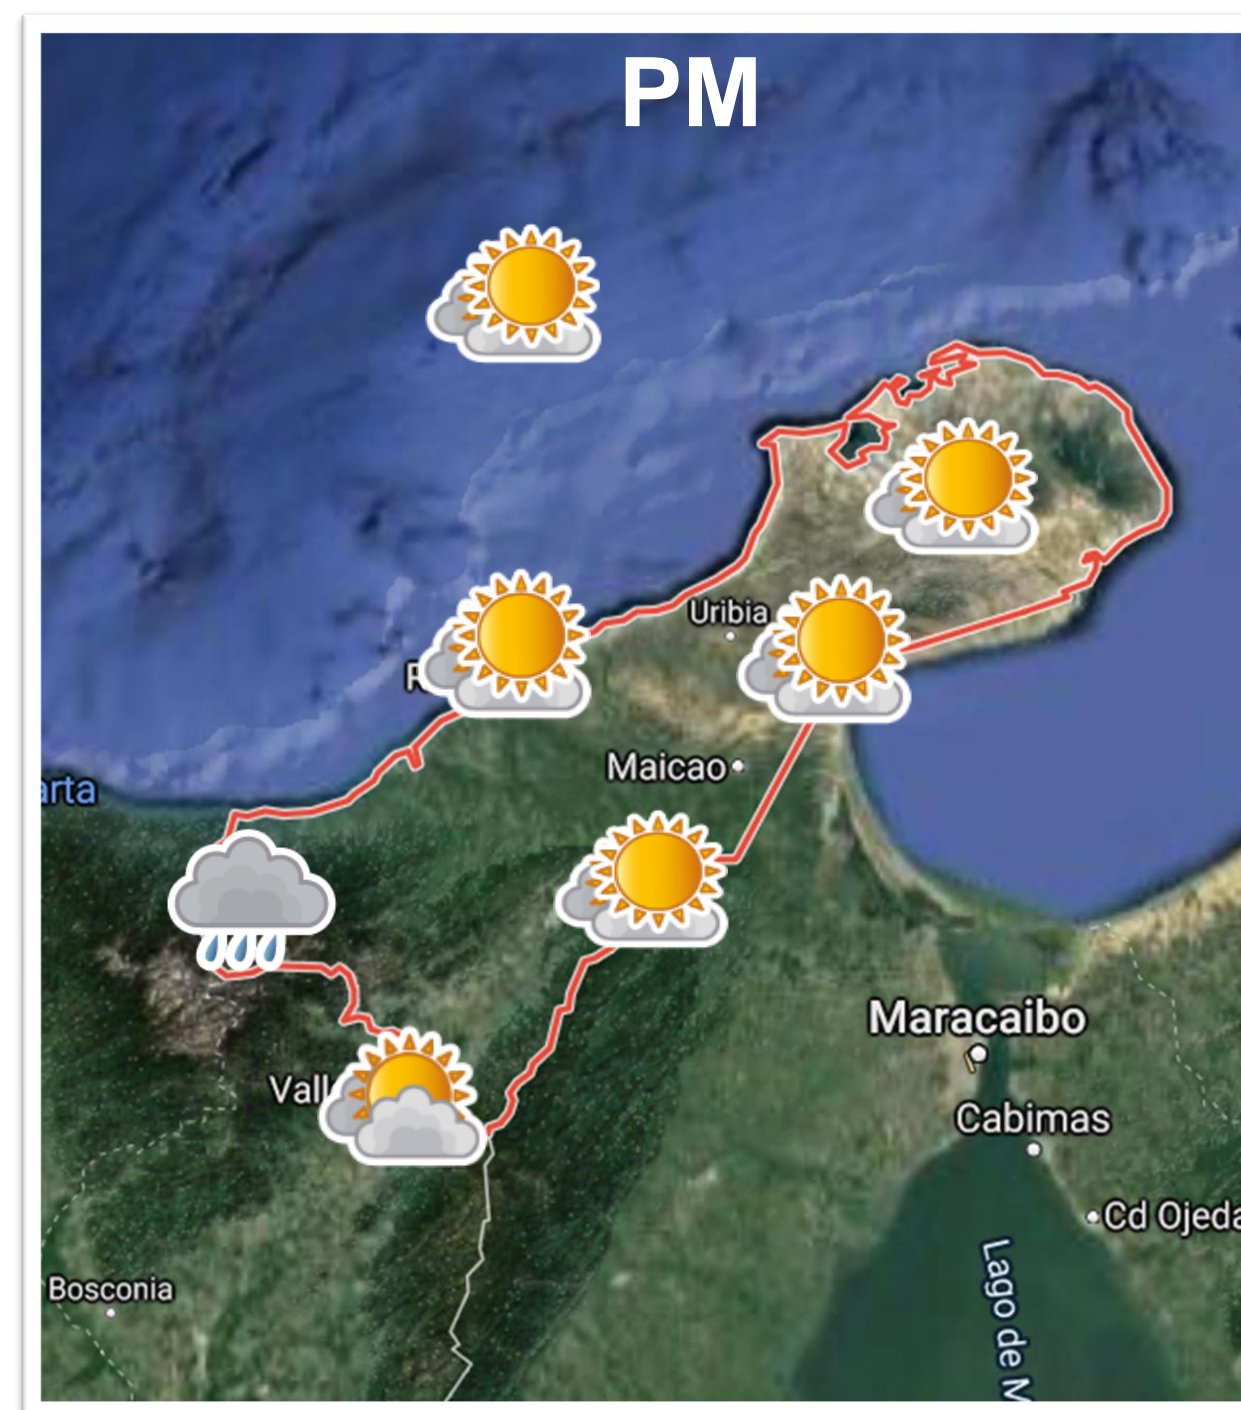 PM
Uribia
R
Maicao
arta
Maracaibo
Vall
Cabimas
Cd Ojeda
Bosconia
Lago de M